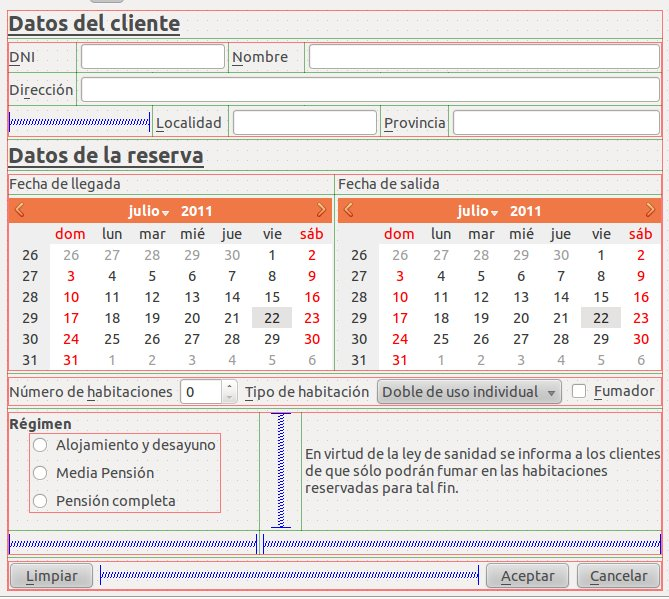 Datos del cliente
DNI Nombre
Dirección
Localidad Provincia
Datos de la reserva
Fecha de llegada Fecha de salida
julio 2011 julio 2011
dom lun mar mié jue vie sáb dom lun mar mié jue vie sáb
26 26 27 28 29 30 1 2 26 26 27 28 29 30 1 2
27 3 4 5 6 7 8 9 27 3 4 5 6 7 8 9
28 10 11 12 13 14 15 16 28 10 11 12 13 14 15 16
29 17 18 19 20 21 22 23 29 17 18 19 20 21 22 23
30 24 25 26 27 28 29 30 30 24 25 26 27 28 29 30
31 31 1 2 3 4 5 6 31 31 1 2 3 4 5 6
Número de habitaciones 0 Tipo de habitación Doble de uso individual Fumador
Régimen
Alojamiento y desayuno
Media Pensión
Pensión completa
En virtud de la ley de sanidad se informa a los clientes
de que sólo podrán fumar en las habitaciones
reservadas para tal fin.
Limpiar Aceptar Cancelar